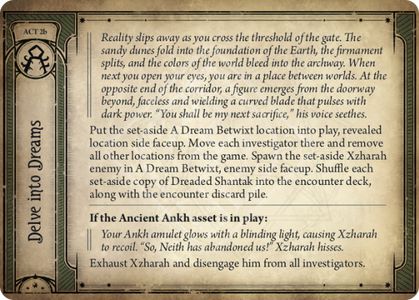 ACT 2b
Delve into Dreams
Reality slips away as you cross the threshold of the gate. The
sandy dunes fold into the foundation of the Earth, the firmament
splits, and the colors of the world bleed into the archway. When
next you open your eyes, you are in a place between worlds. At the
opposite end of the corridor, a figure emerges from the doorway
beyond, faceless and wielding a curved blade that pulses with
dark power. “You shall be my next sacrifice,” his voice seethes.
Put the set-aside A Dream Betwixt location into play, revealed
location side faceup. Move each investigator there and remove
all other locations from the game. Spawn the set-aside Xzharah
enemy in A Dream Betwixt, enemy side faceup. Shuffle each
set-aside copy of Dreaded Shantak into the encounter deck,
along with the encounter discard pile.
If the Ancient Ankh asset is in play:
Your Ankh amulet glows with a blinding light, causing Xzharah
to recoil. “So, Neith has abandoned us!” Xzharah hisses.
Exhaust Xzharah and disengage him from all investigators.